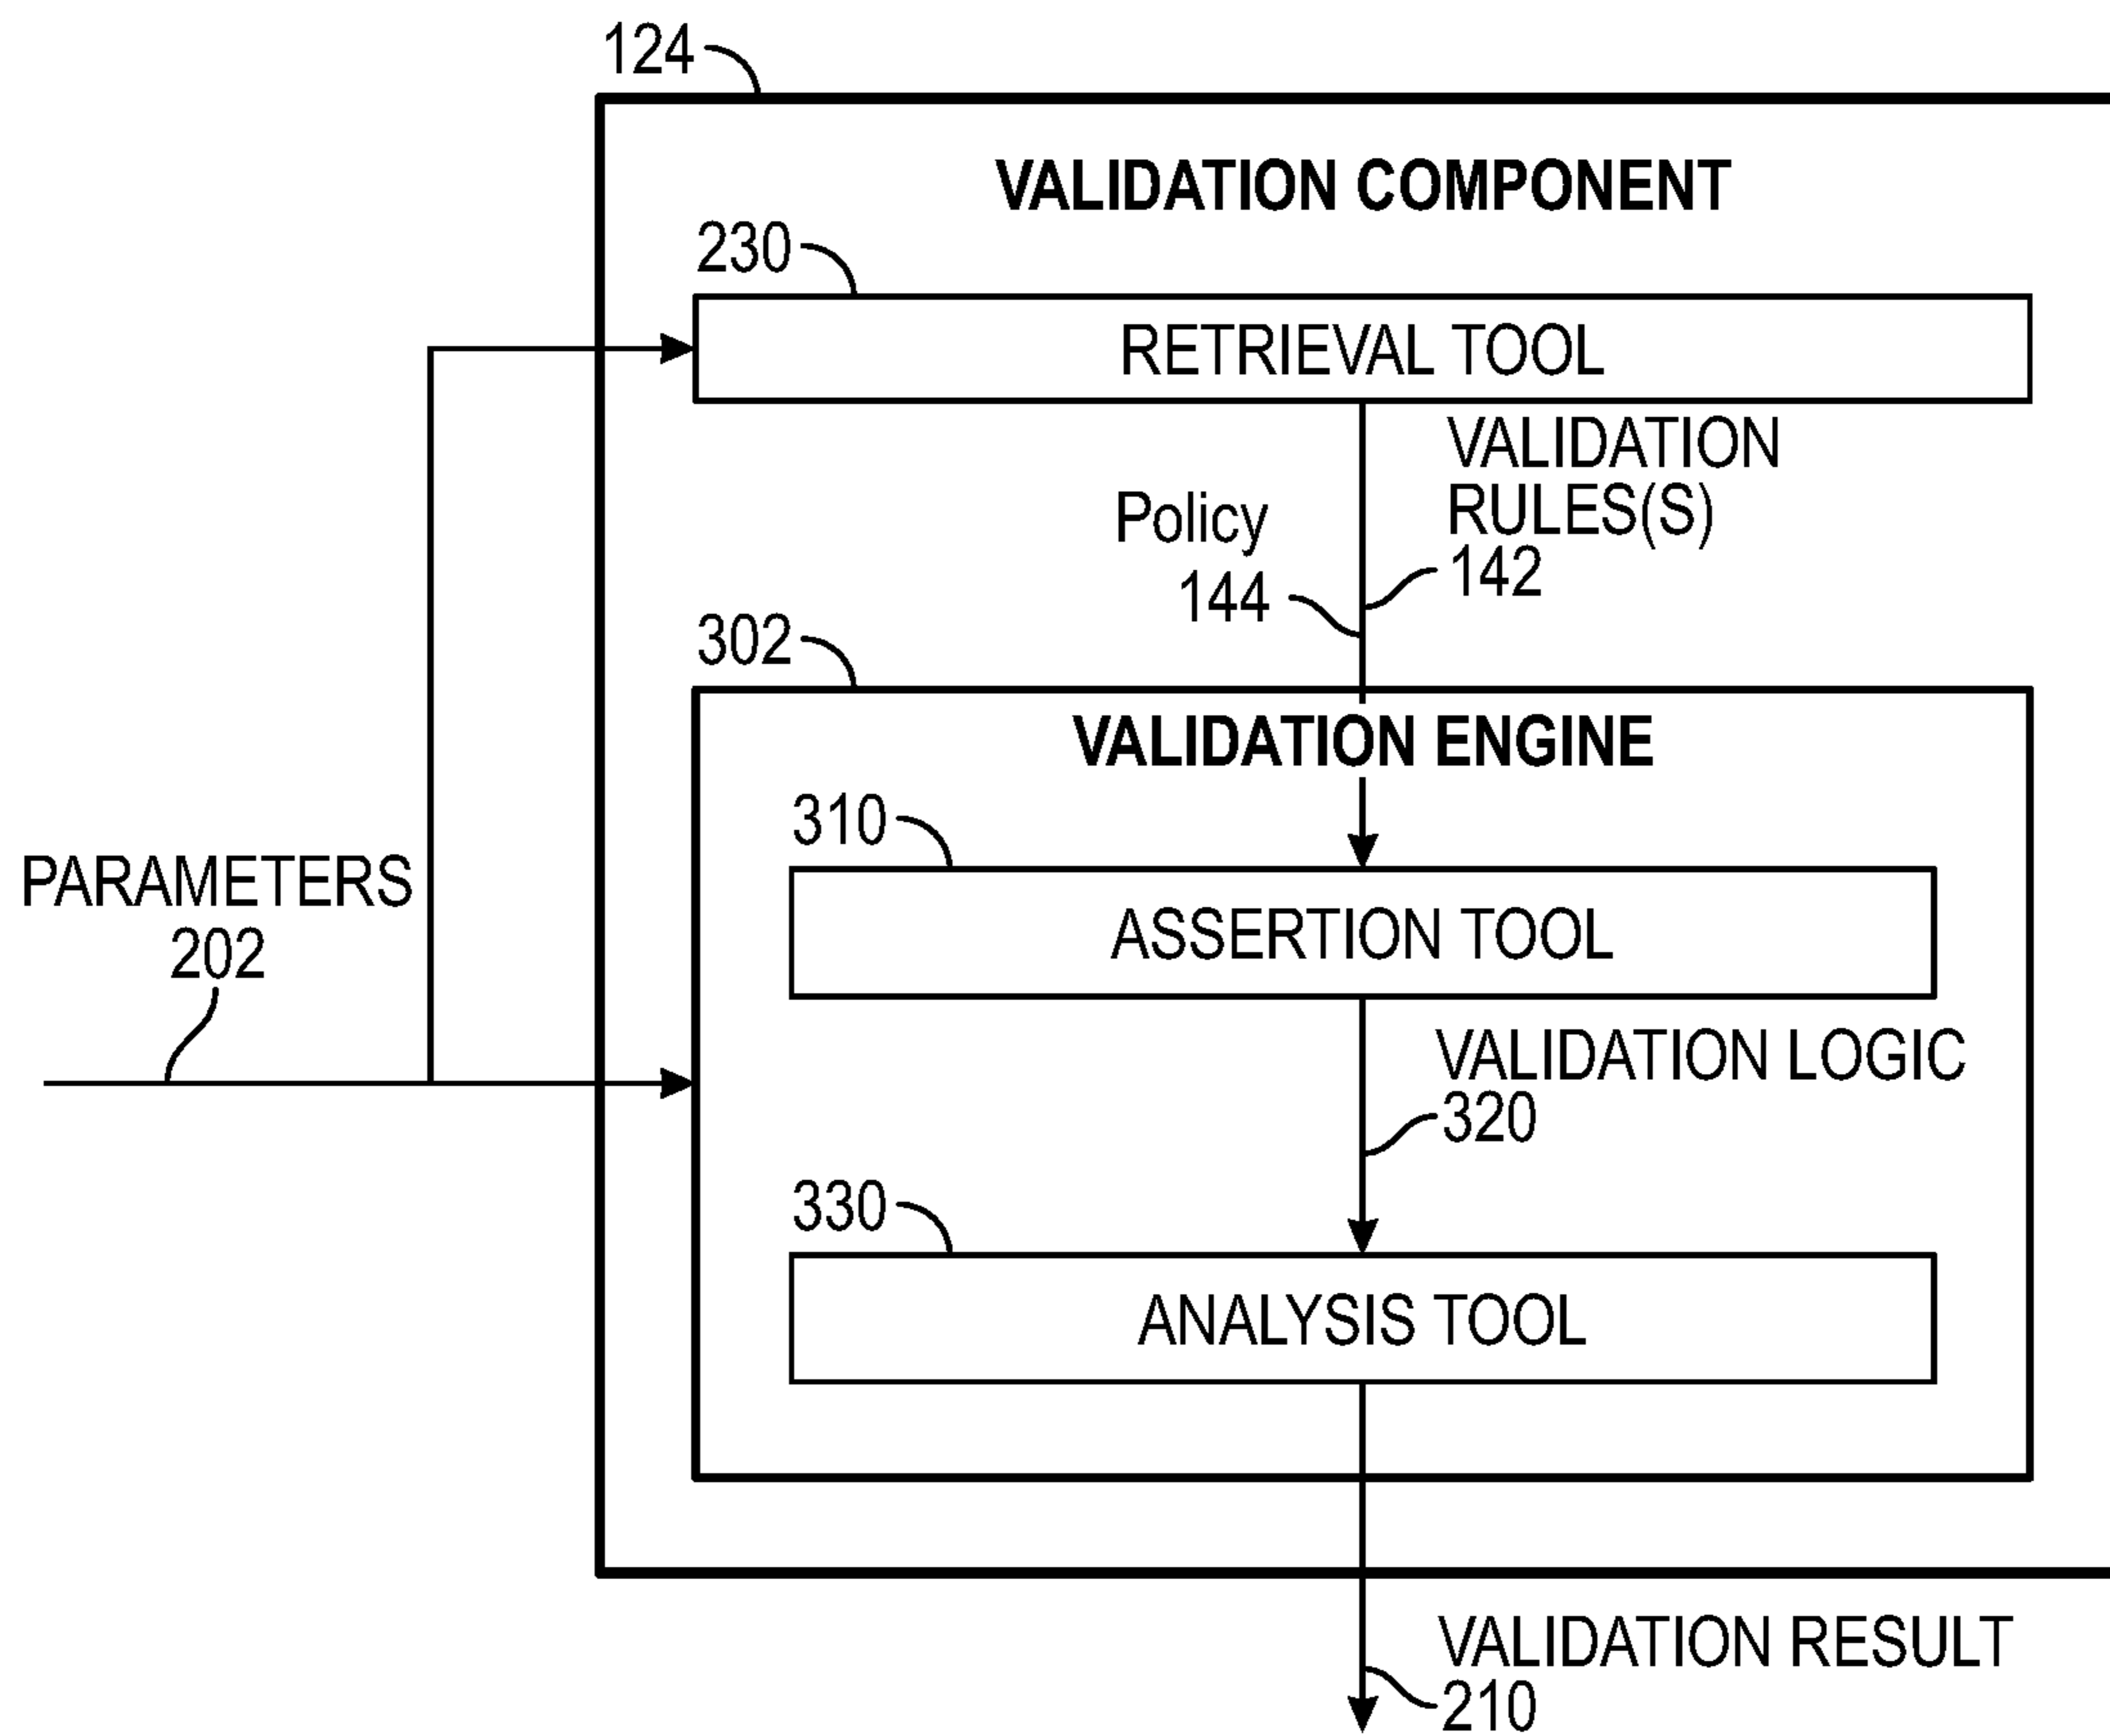 124
VALIDATION COMPONENT
230
RETRIEVAL TOOL
VALIDATION
RULES(S)
142
Policy
144
302
VALIDATION ENGINE
310
ASSERTION TOOL
PARAMETERS
202
VALIDATION LOGIC
320
330
ANALYSIS TOOL
VALIDATION RESULT
210